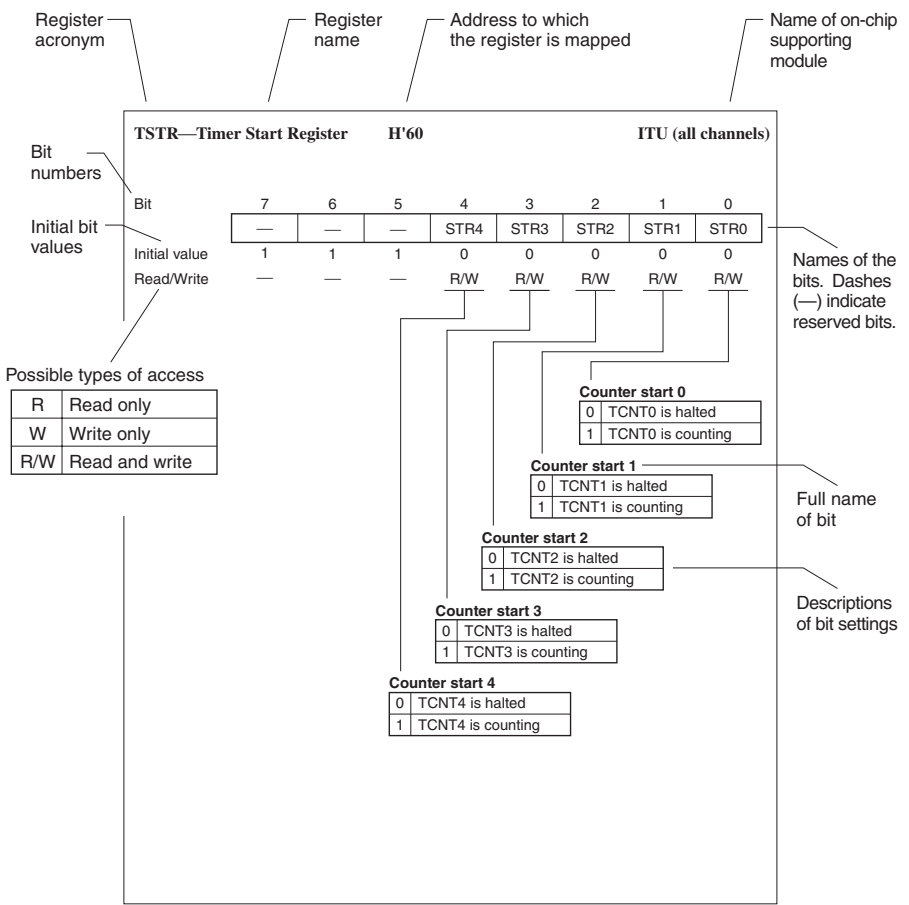 Register
acronym
Register
name
Address to which
the register is mapped
Name of on-chip
supporting
module
TSTR—Timer Start Register H'60 ITU (all channels)
Bit
numbers
Bit 7 6 5 4 3 2 1 0
— — — STR4 STR3 STR2 STR1 STR0
Initial bit
values
Initial value 1 1 1 0 0 0 0 0
Read/Write — — — R/W R/W R/W R/W R/W
Names of the
bits. Dashes
(—) indicate
reserved bits.
Possible types of access
R Read only
W Write only
R/W Read and write
Counter start 0
0 TCNT0 is halted
1 TCNT0 is counting
Counter start 1
0 TCNT1 is halted
1 TCNT1 is counting
Full name
of bit
Counter start 2
0 TCNT2 is halted
1 TCNT2 is counting
Descriptions
of bit settings
Counter start 3
0 TCNT3 is halted
1 TCNT3 is counting
Counter start 4
0 TCNT4 is halted
1 TCNT4 is counting